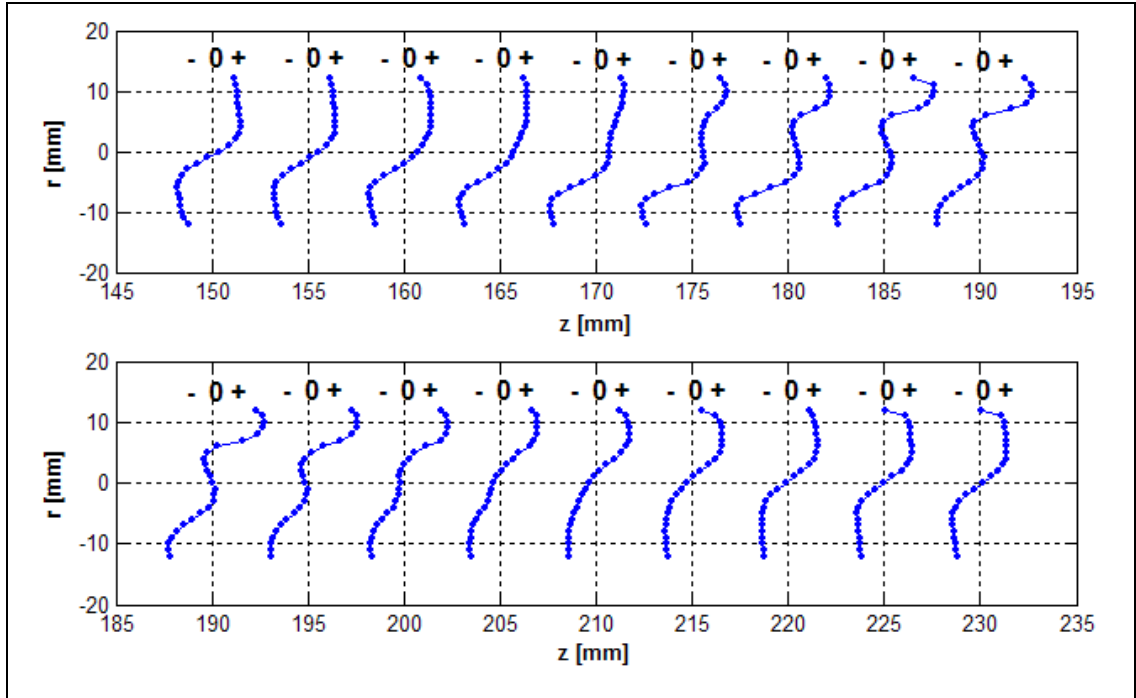 20
- 0 + - 0 + - 0 + - 0 + - 0 + - 0 + - 0 + - 0 + - 0 +
10
0
-10
-20
r [mm]
145 150 155 160 165 170 175 180 185 190 195
z [mm]
20
- 0 + - 0 + - 0 + - 0 + - 0 + - 0 + - 0 + - 0 + - 0 +
10
0
-10
-20
r [mm]
185 190 195 200 205 210 215 220 225 230 235
z [mm]